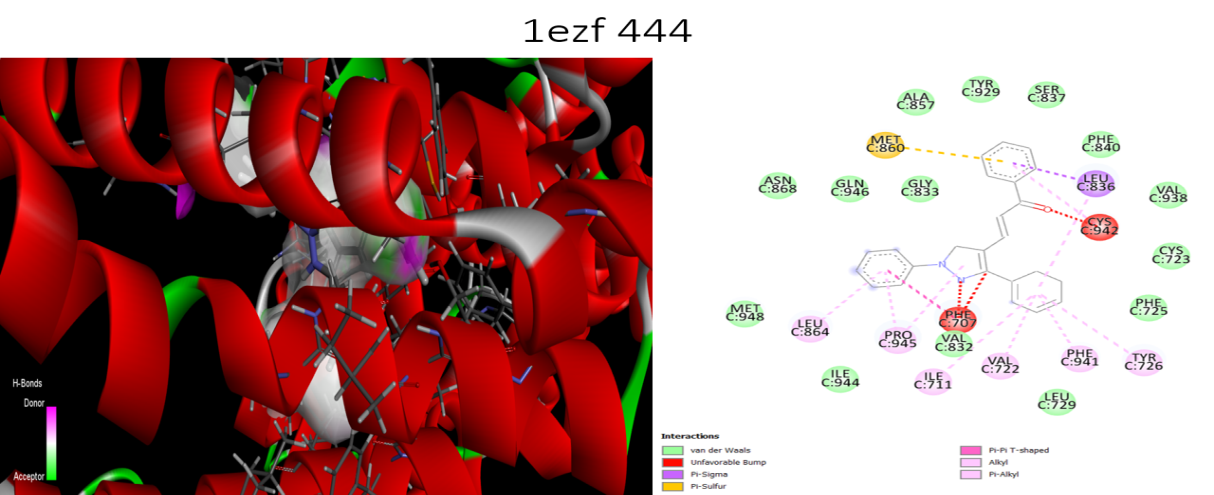 1ezf 444
H-Bonds
Donor
Acceptor
TYR
C:929
SER
C:837
ALA
C:857
MET
C:860
PHE
C:840
ASN
C:868
GLN
C:946
GLY
C:833
LEU
C:836
VAL
C:938
CYS
C:942
CYS
C:723
N
N
O
MET
C:948
LEU
C:864
PRO
C:945
PHE
C:707
VAL
C:832
PHE
C:725
ILE
C:944
ILE
C:711
VAL
C:722
PHE
C:941
TYR
C:726
LEU
C:729
Interactions
van der Waals
Unfavorable Bump
Pi-Sigma
Pi-Sulfur
Pi-Pi T-shaped
Alkyl
Pi-Alkyl